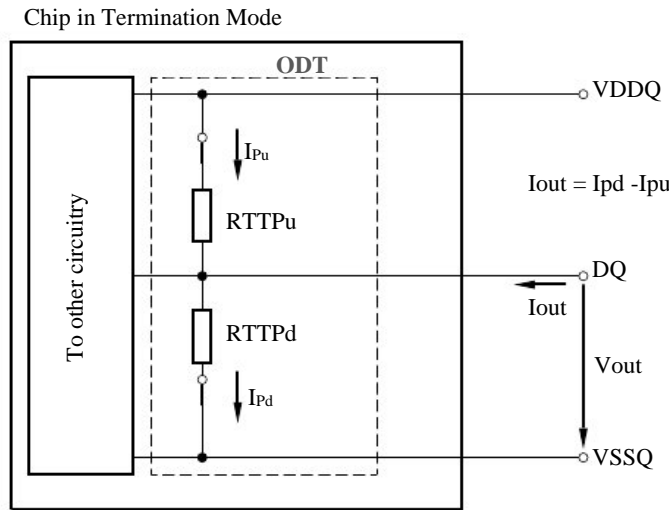 Chip in Termination Mode
ODT
VDDQ
IPu
Iout = Ipd -Ipu
RTTPu
To other circuitry
DQ
Iout
RTTPd
Vout
IPd
VSSQ